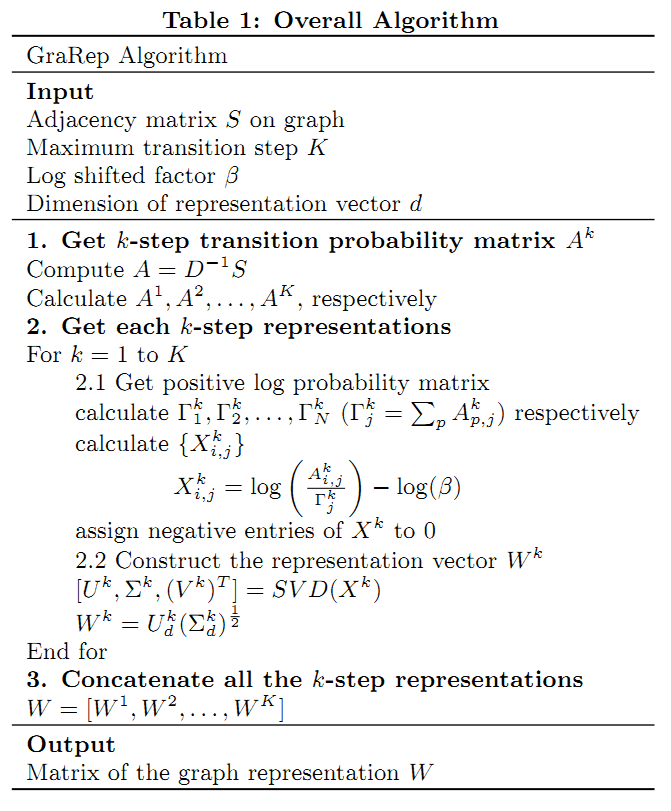 Table 1: Overall Algorithm
GraRep Algorithm
Input
Adjacency matrix $S$ on graph
Maximum transition step $K$
Log shifted factor $\beta$
Dimension of representation vector $d$
1. Get $k$-step transition probability matrix $A^k$
Compute $A = D^{-1}S$
Calculate $A^1, A^2, \ldots, A^K$, respectively
2. Get each $k$-step representations
For $k = 1$ to $K$
2.1 Get positive log probability matrix
calculate $\Gamma_1^k, \Gamma_2^k, \ldots, \Gamma_N^k$ ($\Gamma_j^k = \sum_p A_{p,j}^k$) respectively
calculate $\{X_{i,j}^k\}$
$X_{i,j}^k = \log\left(\frac{A_{i,j}^k}{\Gamma_j^k}\right) - \log(\beta)$
assign negative entries of $X^k$ to 0
2.2 Construct the representation vector $W^k$
$[U^k, \Sigma^k, (V^k)^T] = SVD(X^k)$
$W^k = U_d^k(\Sigma_d^k)^{\frac{1}{2}}$
End for
3. Concatenate all the $k$-step representations
$W = [W^1, W^2, \ldots, W^K]$
Output
Matrix of the graph representation $W$